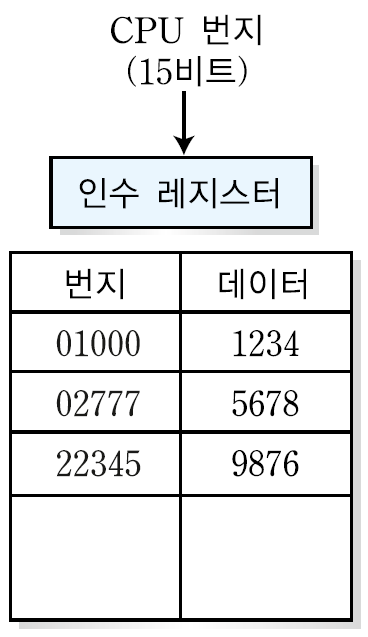 CPU 번지
(15비트)
인수 레지스터
번지 데이터
01000 1234
02777 5678
22345 9876